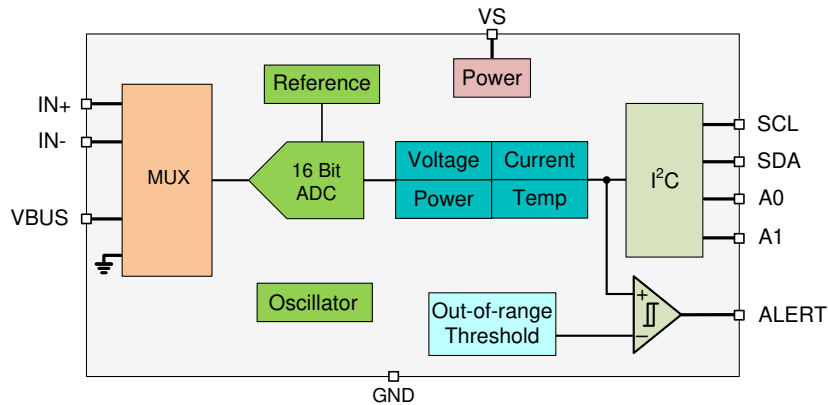 VS
Power
Reference
IN+
IN-
MUX
16 Bit
ADC
Voltage
Current
Power
Temp
I²C
SCL
SDA
A0
A1
VBUS
Oscillator
Out-of-range
Threshold
+
−
ALERT
GND